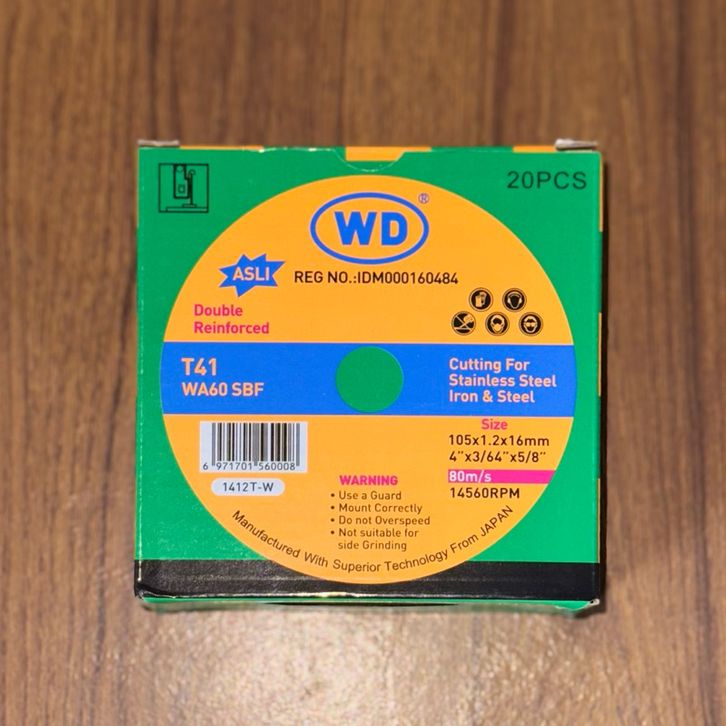 20PCS
WD®
ASLI
REG NO.:IDM000160484
Double
Reinforced
T41
WA60 SBF
Cutting For
Stainless Steel
Iron & Steel
Size
105x1.2x16mm
4”x3/64”x5/8”
80m/s
14560RPM
6 971701 560008
1412T-W
WARNING
• Use a Guard
• Mount Correctly
• Do not Overspeed
• Not suitable for
side Grinding
Manufactured With Superior Technology From JAPAN